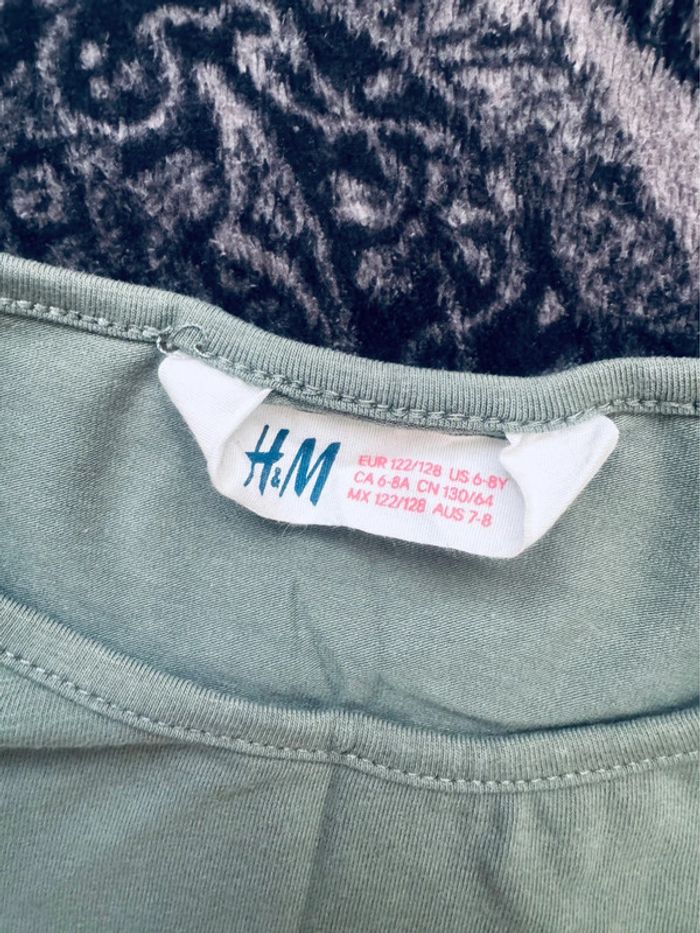 H&M
EUR 122/128 US 6-8Y
CA 6-8A CN 130/64
MX 122/128 AUS 7-8